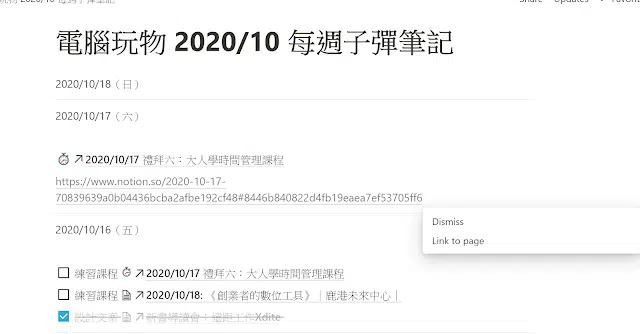 玩物 2020/10 每週子彈筆記
Share Updates Favorit
電腦玩物 2020/10 每週子彈筆記
2020/10/18（日）
2020/10/17（六）
2020/10/17 禮拜六：大人學時間管理課程
https://www.notion.so/2020-10-17-
70839639a0b04436bcba2afbe192cf48#8446b840822d4fb19eaea7ef53705ff6
Dismiss
2020/10/16（五）
Link to page
練習課程 2020/10/17 禮拜六：大人學時間管理課程
練習課程 2020/10/18: 《創業者的數位工具》｜鹿港未來中心｜
設計文案 新書導讀會：遠距工作Xdite